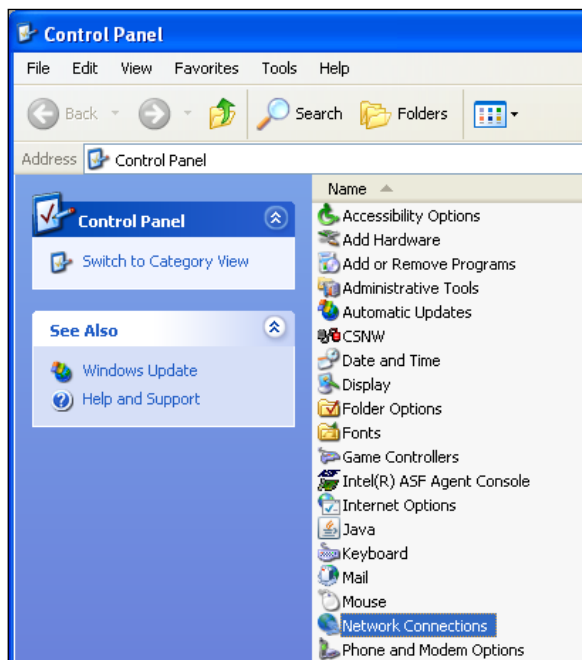 Control Panel
File Edit View Favorites Tools Help
Back Search Folders
Address Control Panel
Control Panel
Switch to Category View
See Also
Windows Update
Help and Support
Name
Accessibility Options
Add Hardware
Add or Remove Programs
Administrative Tools
Automatic Updates
CSNW
Date and Time
Display
Folder Options
Fonts
Game Controllers
Intel(R) ASF Agent Console
Internet Options
Java
Keyboard
Mail
Mouse
Network Connections
Phone and Modem Options